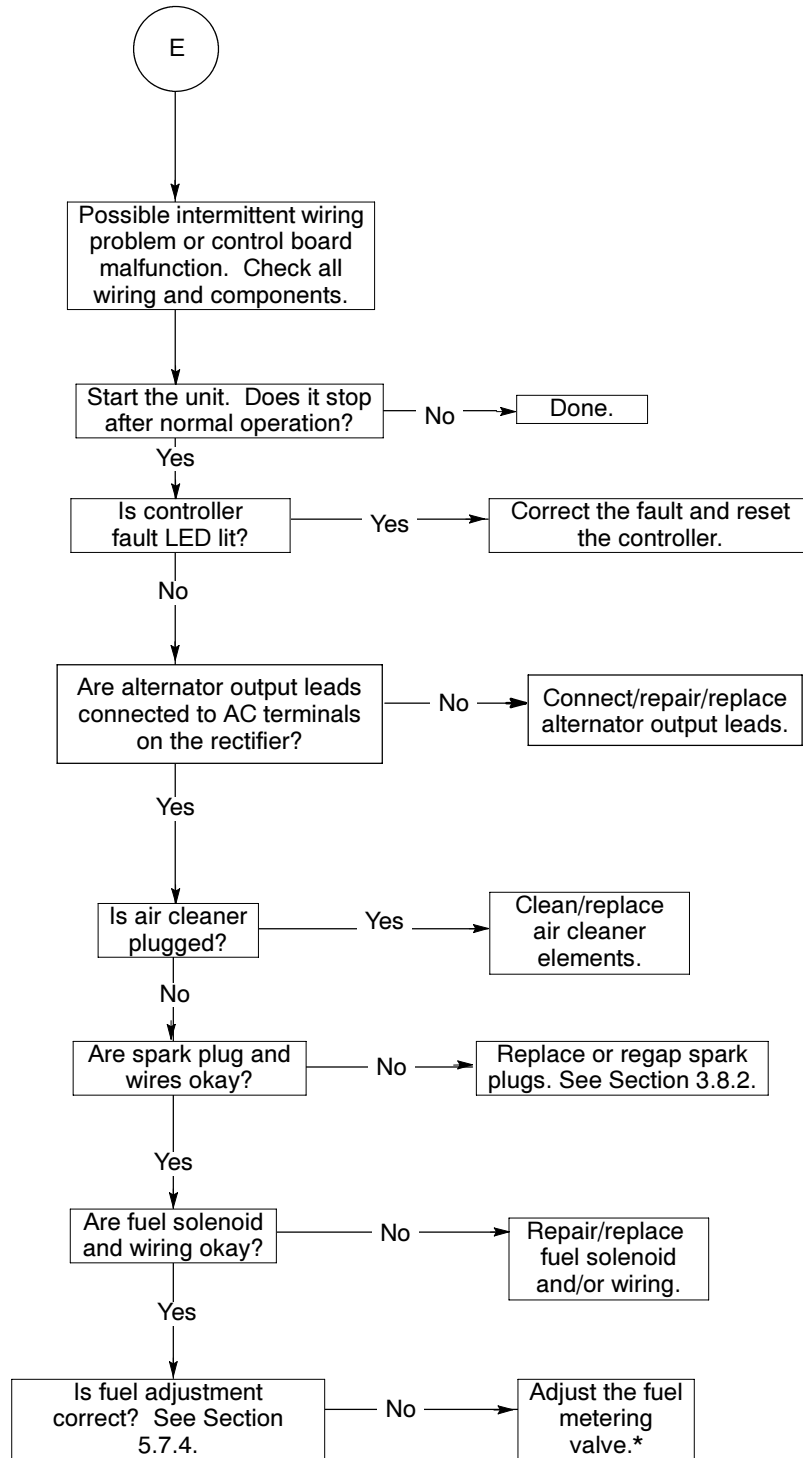 E
Possible intermittent wiring
problem or control board
malfunction.  Check all
wiring and components.
Start the unit.  Does it stop
after normal operation?
No
Done.
Yes
Is controller
fault LED lit?
Yes
Correct the fault and reset
the controller.
No
Are alternator output leads
connected to AC terminals
on the rectifier?
No
Connect/repair/replace
alternator output leads.
Yes
Is air cleaner
plugged?
Yes
Clean/replace
air cleaner
elements.
No
Are spark plug and
wires okay?
No
Replace or regap spark
plugs. See Section 3.8.2.
Yes
Are fuel solenoid
and wiring okay?
No
Repair/replace
fuel solenoid
and/or wiring.
Yes
Is fuel adjustment
correct?  See Section
5.7.4.
No
Adjust the fuel
metering
valve.*